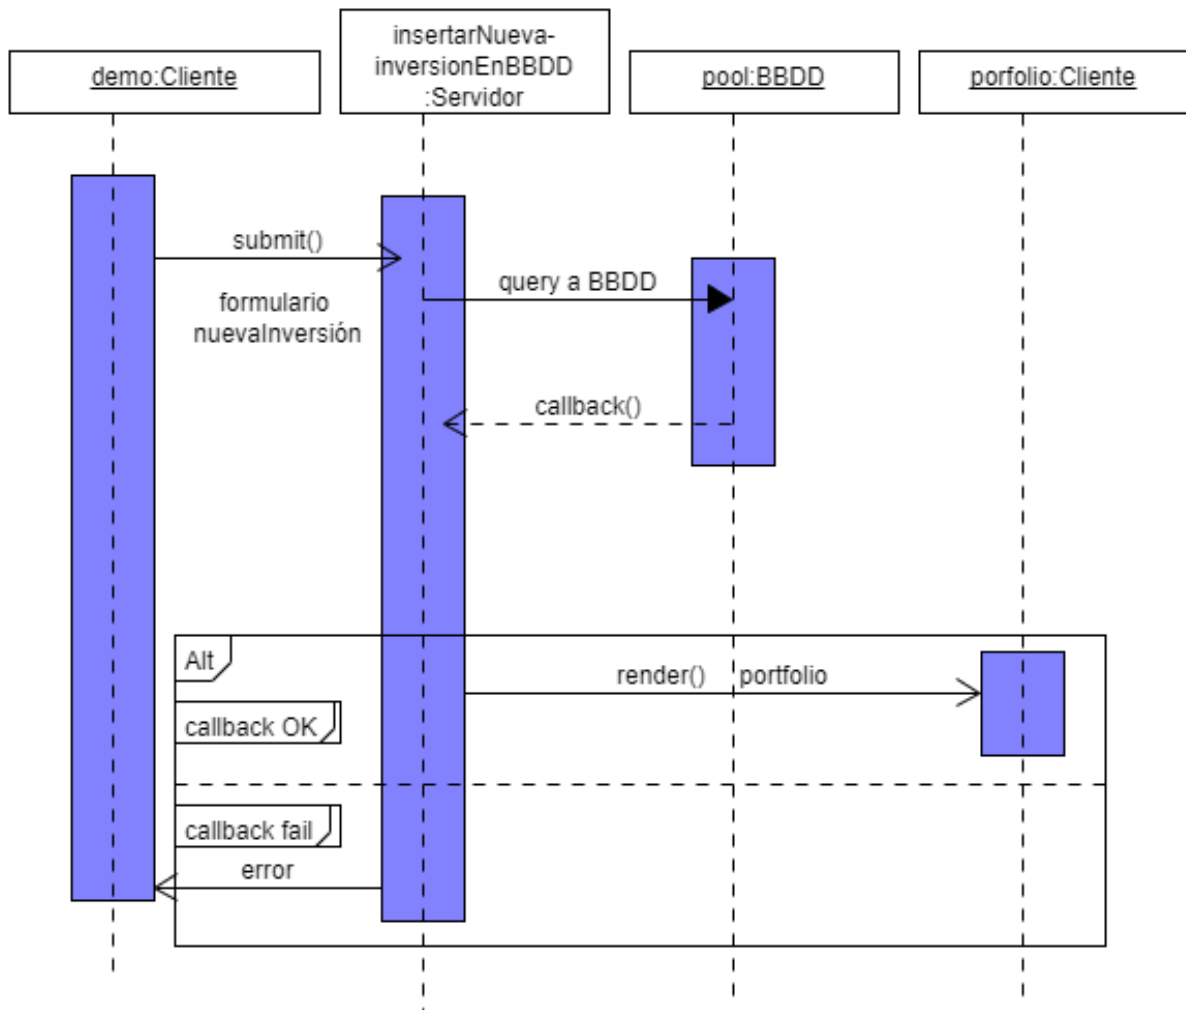 demo:Cliente
insertarNueva-
inversionEnBBDD
:Servidor
pool:BBDD
porfolio:Cliente
submit()
formulario
nuevaInversión
query a BBDD
callback()
Alt
render() portfolio
callback OK
callback fail
error